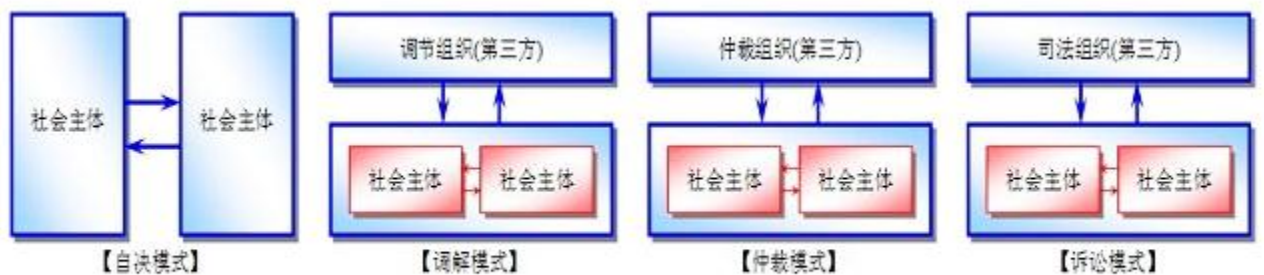 社会主体
社会主体
【自决模式】
调节组织(第三方)
社会主体
社会主体
【调解模式】
仲裁组织(第三方)
社会主体
社会主体
【仲裁模式】
司法组织(第三方)
社会主体
社会主体
【诉讼模式】